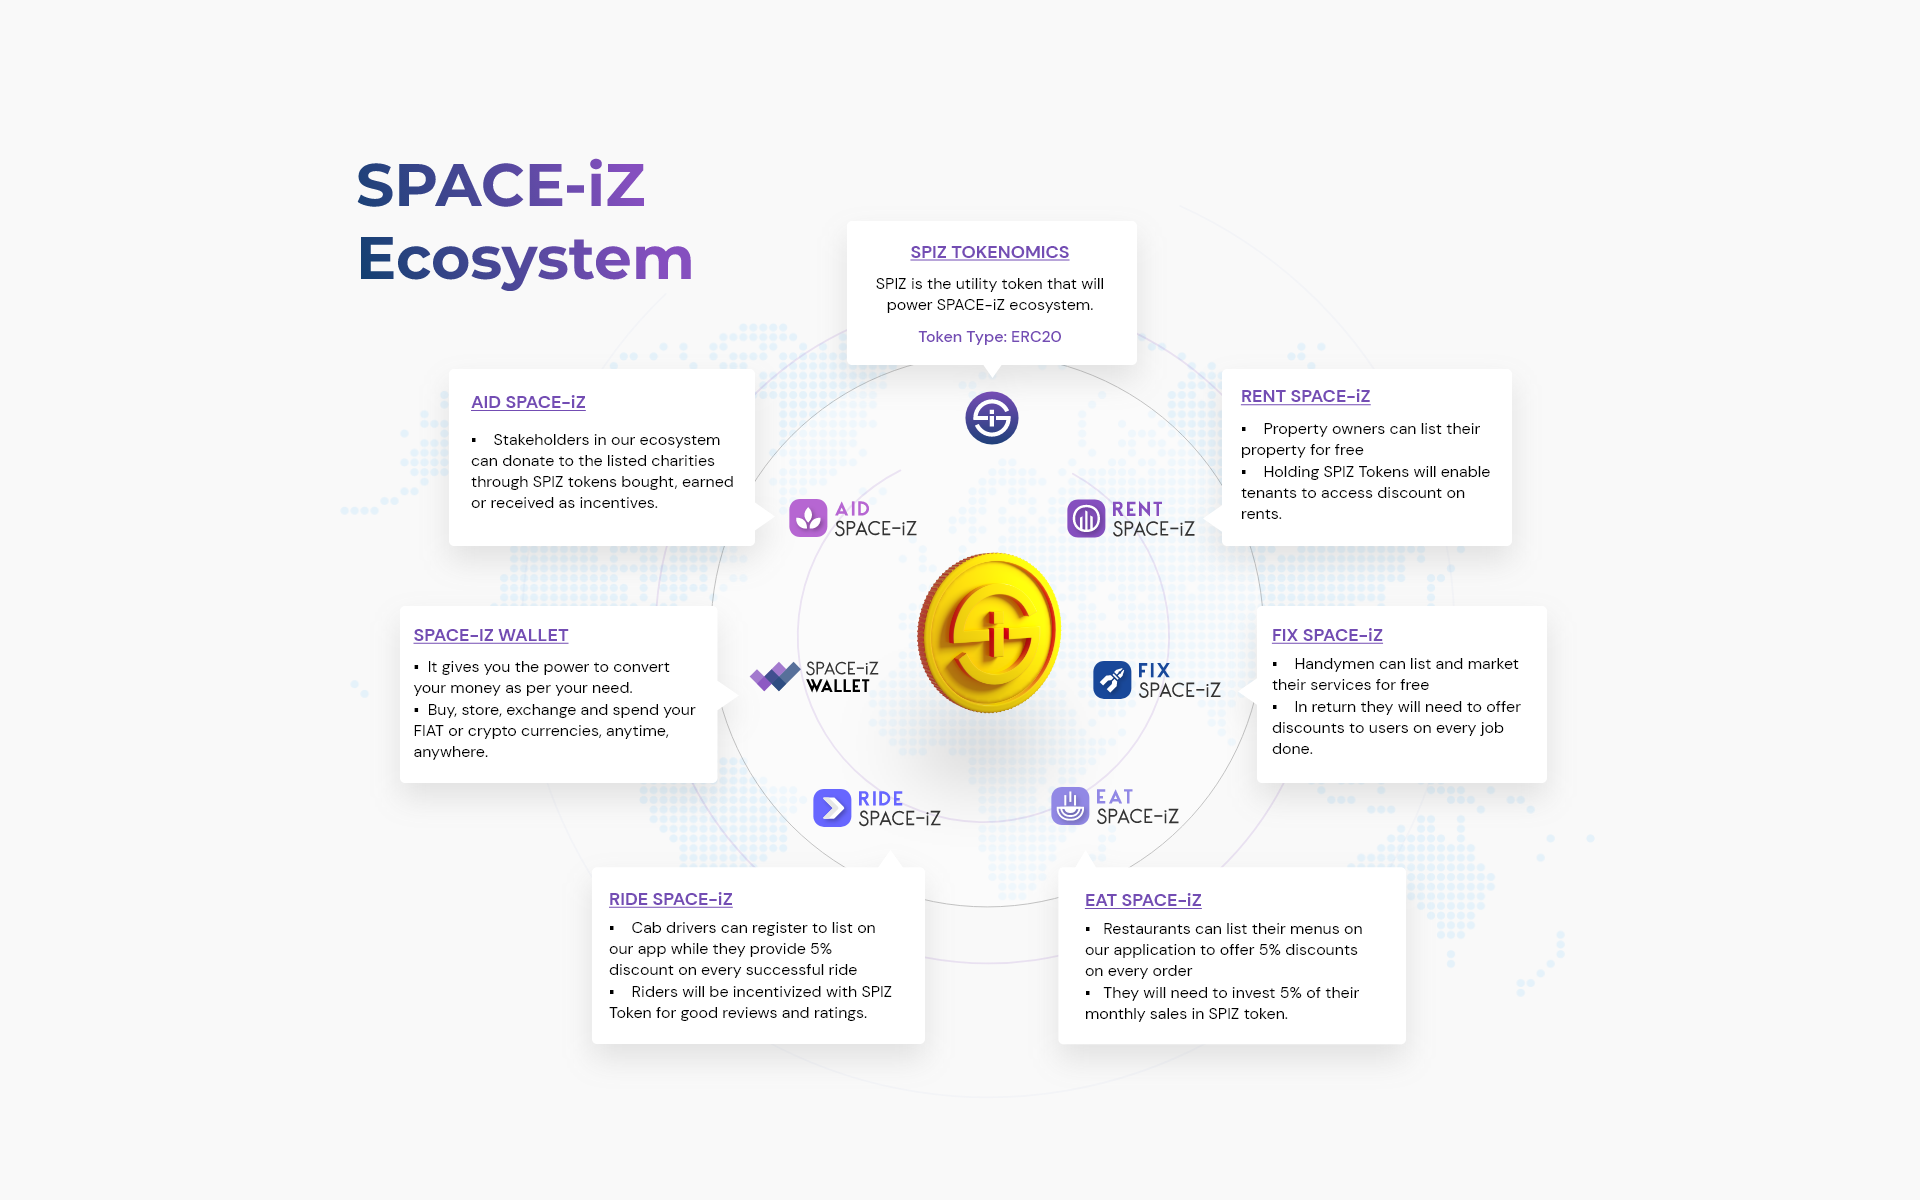 SPACE-iZ
Ecosystem
SPIZ TOKENOMICS
SPIZ is the utility token that will
power SPACE-iZ ecosystem.
Token Type: ERC20
AID SPACE-iZ
▪ Stakeholders in our ecosystem
can donate to the listed charities
through SPIZ tokens bought, earned
or received as incentives.
RENT SPACE-iZ
▪ Property owners can list their
property for free
▪ Holding SPIZ Tokens will enable
tenants to access discount on
rents.
AID
SPACE-iZ
RENT
SPACE-iZ
SPACE-IZ WALLET
▪ It gives you the power to convert
your money as per your need.
▪ Buy, store, exchange and spend your
FIAT or crypto currencies, anytime,
anywhere.
SPACE-iZ
WALLET
FIX
SPACE-iZ
FIX SPACE-iZ
▪ Handymen can list and market
their services for free
▪ In return they will need to offer
discounts to users on every job
done.
RIDE
SPACE-iZ
EAT
SPACE-iZ
RIDE SPACE-iZ
▪ Cab drivers can register to list on
our app while they provide 5%
discount on every successful ride
▪ Riders will be incentivized with SPIZ
Token for good reviews and ratings.
EAT SPACE-iZ
▪ Restaurants can list their menus on
our application to offer 5% discounts
on every order
▪ They will need to invest 5% of their
monthly sales in SPIZ token.